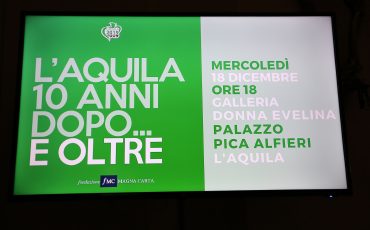 L'AQUILA
10 ANNI
DOPO...
E OLTRE
fondazione FMC MAGNA CARTA
MERCOLEDÌ
18 DICEMBRE
ORE 18
GALLERIA
DONNA EVELINA
PALAZZO
PICA ALFIERI
L'AQUILA